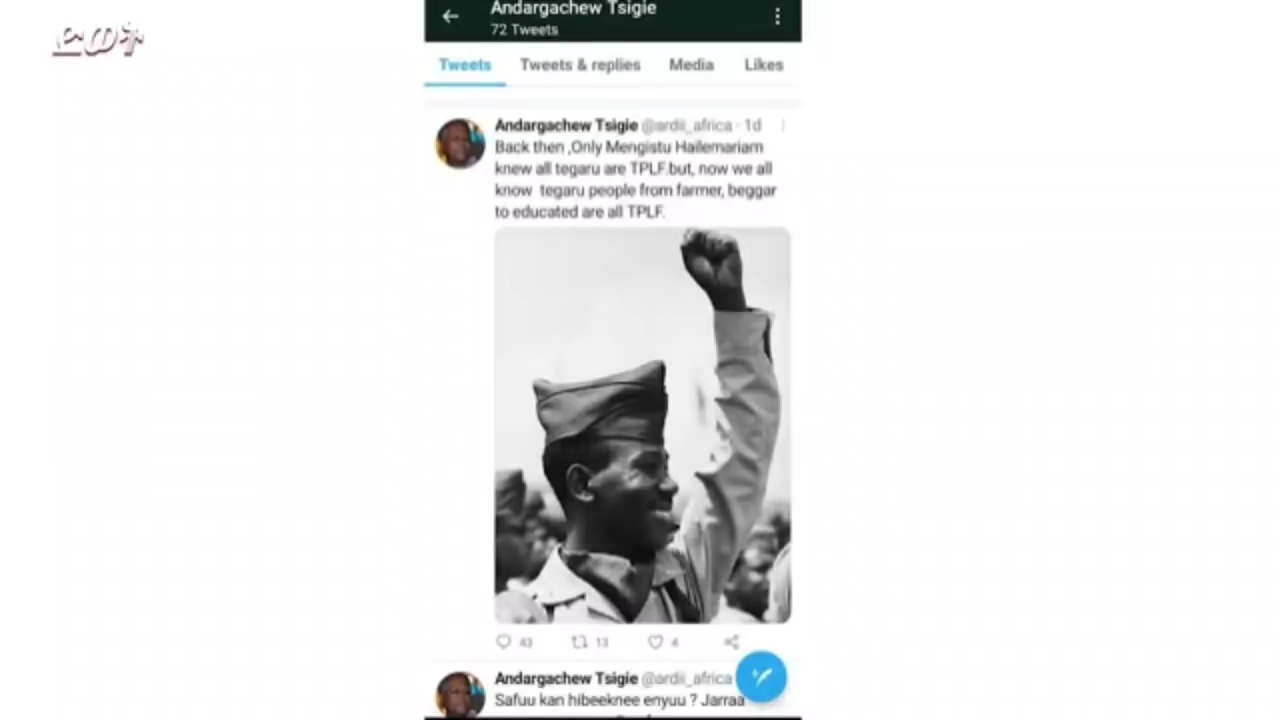 ድወት
Andargachew Tsigie
72 Tweets
Tweets Tweets & replies Media Likes
Andargachew Tsigie @ardii_africa · 1d
Back then ,Only Mengistu Hailemariam
knew all tegaru are TPLF.but, now we all
know tegaru people from farmer, beggar
to educated are all TPLF.
43 13 4
Andargachew Tsigie @ardii_africa
Safuu kan hibeeknee enyuu ? Jarraa